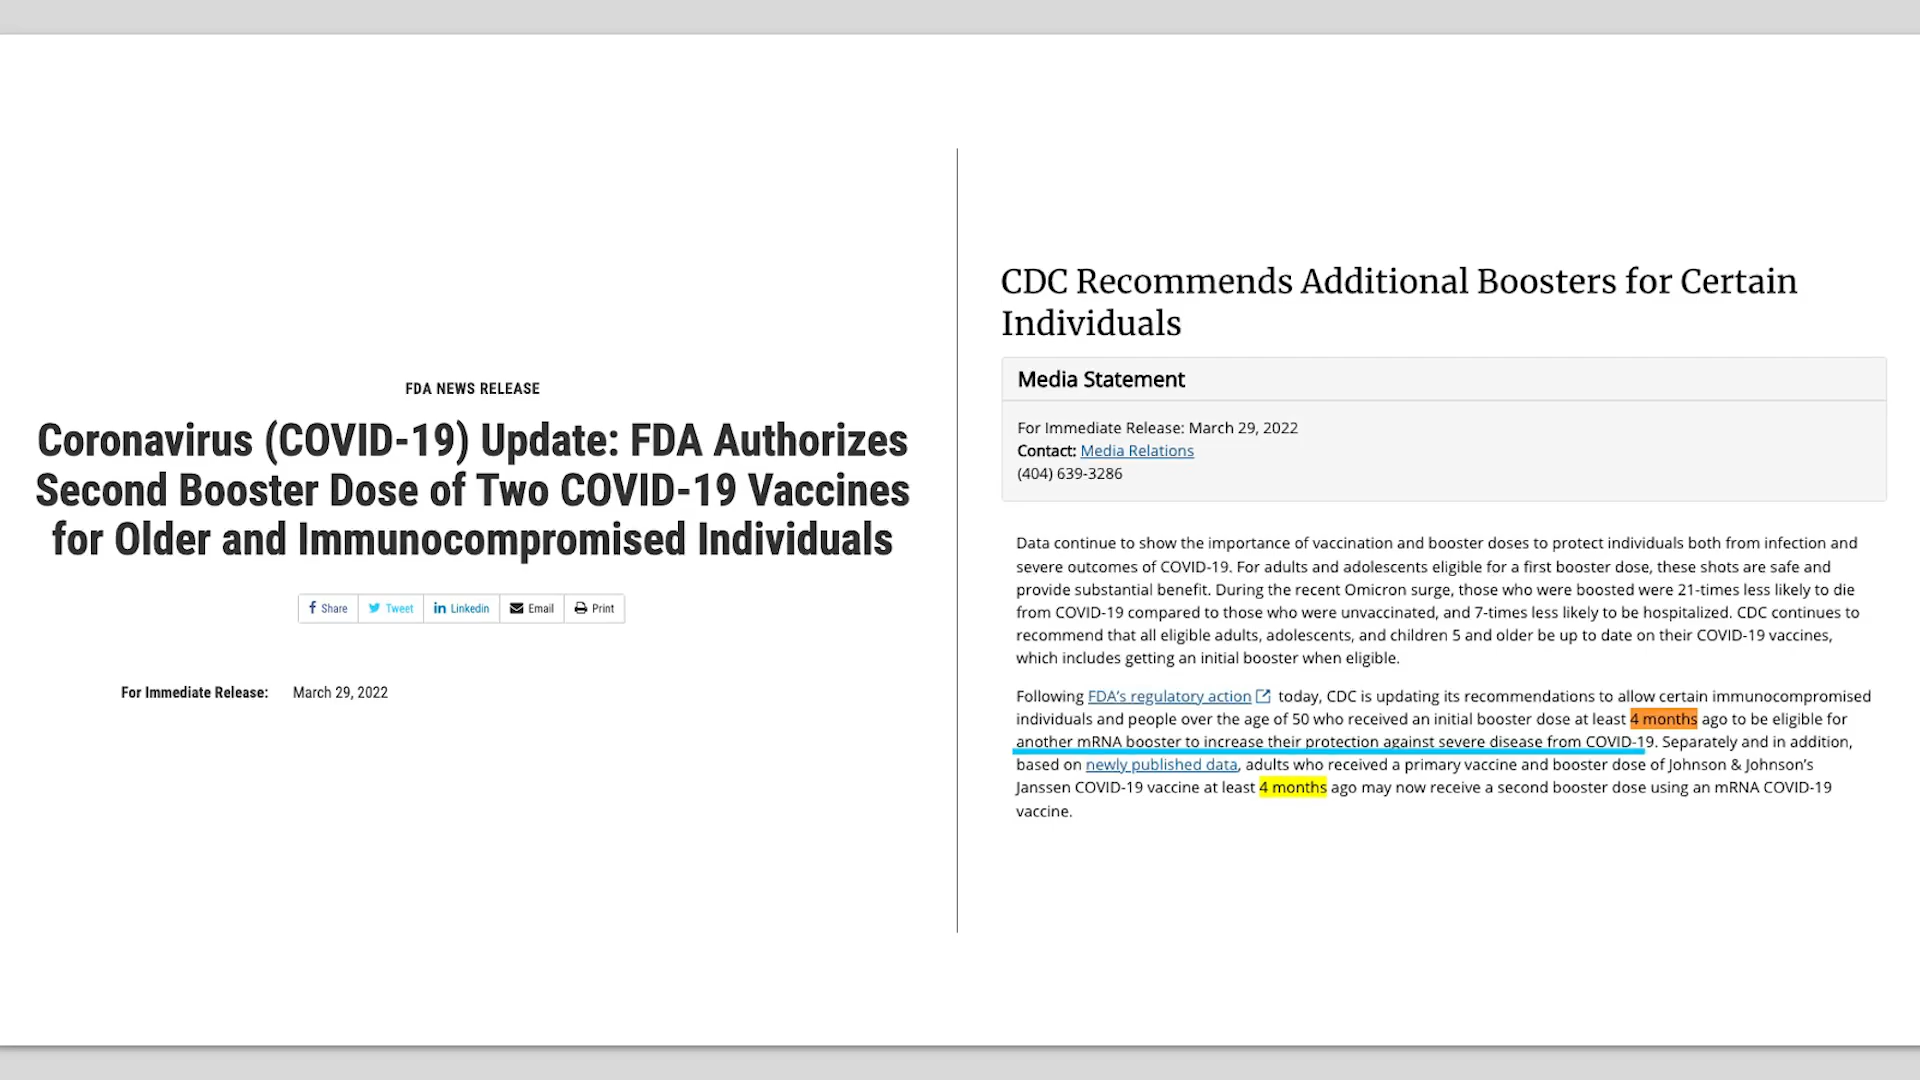 FDA NEWS RELEASE
Coronavirus (COVID-19) Update: FDA Authorizes
Second Booster Dose of Two COVID-19 Vaccines
for Older and Immunocompromised Individuals
Share Tweet Linkedin Email Print
For Immediate Release: March 29, 2022
CDC Recommends Additional Boosters for Certain
Individuals
Media Statement
For Immediate Release: March 29, 2022
Contact: Media Relations
(404) 639-3286
Data continue to show the importance of vaccination and booster doses to protect individuals both from infection and
severe outcomes of COVID-19. For adults and adolescents eligible for a first booster dose, these shots are safe and
provide substantial benefit. During the recent Omicron surge, those who were boosted were 21-times less likely to die
from COVID-19 compared to those who were unvaccinated, and 7-times less likely to be hospitalized. CDC continues to
recommend that all eligible adults, adolescents, and children 5 and older be up to date on their COVID-19 vaccines,
which includes getting an initial booster when eligible.
Following FDA's regulatory action today, CDC is updating its recommendations to allow certain immunocompromised
individuals and people over the age of 50 who received an initial booster dose at least 4 months ago to be eligible for
another mRNA booster to increase their protection against severe disease from COVID-19. Separately and in addition,
based on newly published data, adults who received a primary vaccine and booster dose of Johnson & Johnson's
Janssen COVID-19 vaccine at least 4 months ago may now receive a second booster dose using an mRNA COVID-19
vaccine.